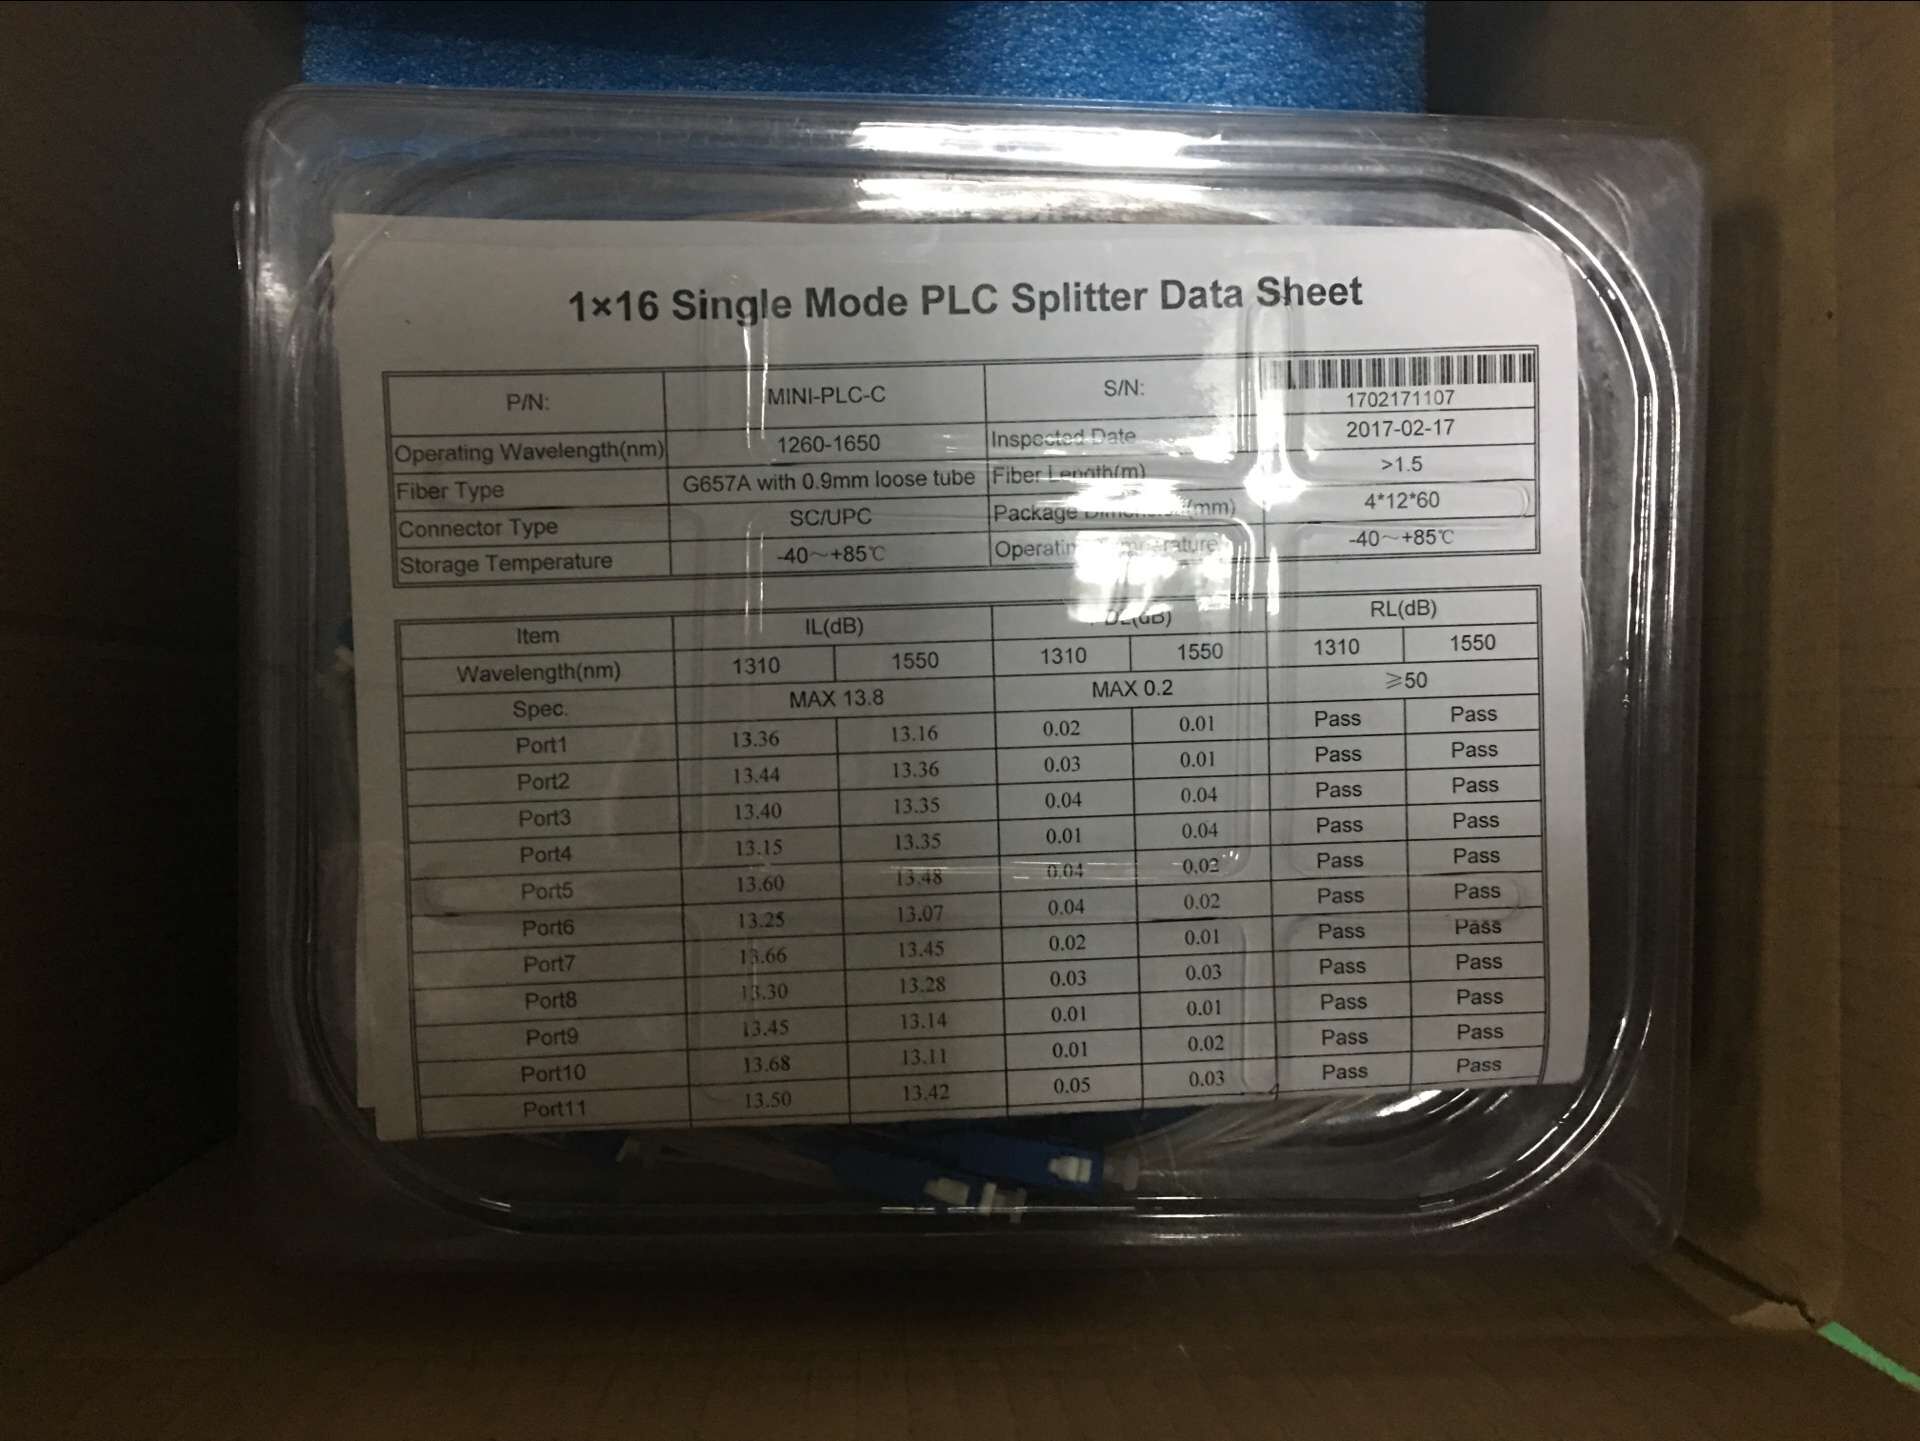 1×16 Single Mode PLC Splitter Data Sheet
P/N: MINI-PLC-C S/N: 1702171107
Operating Wavelength(nm) 1260-1650 Inspected Date 2017-02-17
Fiber Type G657A with 0.9mm loose tube Fiber Length(m) >1.5
Connector Type SC/UPC Package (mm) 4*12*60
Storage Temperature -40～+85℃ -40～+85℃
Item IL(dB) RL(dB)
Wavelength(nm) 1310 1550 1310 1550 1310 1550
Spec. MAX 13.8 MAX 0.2 ≥50
Port1 13.36 13.16 0.02 0.01 Pass Pass
Port2 13.44 13.36 0.03 0.01 Pass Pass
Port3 13.40 13.35 0.04 0.04 Pass Pass
Port4 13.15 13.35 0.01 0.04 Pass Pass
Port5 13.60 13.48 0.04 0.02 Pass Pass
Port6 13.25 13.07 0.04 0.02 Pass Pass
Port7 13.66 13.45 0.02 0.01 Pass Pass
Port8 13.30 13.28 0.03 0.03 Pass Pass
Port9 13.45 13.14 0.01 0.01 Pass Pass
Port10 13.68 13.11 0.01 0.02 Pass Pass
Port11 13.50 13.42 0.05 0.03 Pass Pass